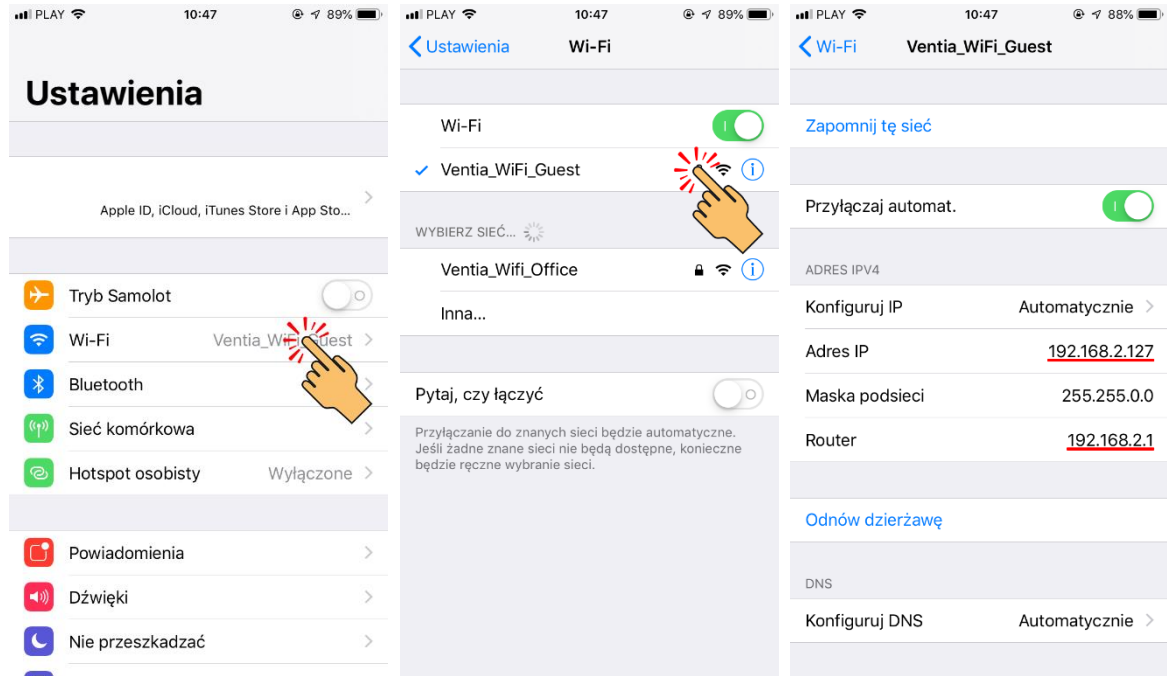 PLAY 10:47 89%
Ustawienia
Apple ID, iCloud, iTunes Store i App Sto...
Tryb Samolot
Wi-Fi Ventia_WiFi_Guest
Bluetooth
Sieć komórkowa
Hotspot osobisty Wyłączone
Powiadomienia
Dźwięki
Nie przeszkadzać
PLAY 10:47 89%
Ustawienia Wi-Fi
Wi-Fi
Ventia_WiFi_Guest
WYBIERZ SIEĆ...
Ventia_Wifi_Office
Inna...
Pytaj, czy łączyć
Przyłączanie do znanych sieci będzie automatyczne.
Jeśli żadne znane sieci nie będą dostępne, konieczne
będzie ręczne wybranie sieci.
PLAY 10:47 88%
Wi-Fi Ventia_WiFi_Guest
Zapomnij tę sieć
Przyłączaj automat.
ADRES IPV4
Konfiguruj IP Automatycznie
Adres IP 192.168.2.127
Maska podsieci 255.255.0.0
Router 192.168.2.1
Odnów dzierżawę
DNS
Konfiguruj DNS Automatycznie